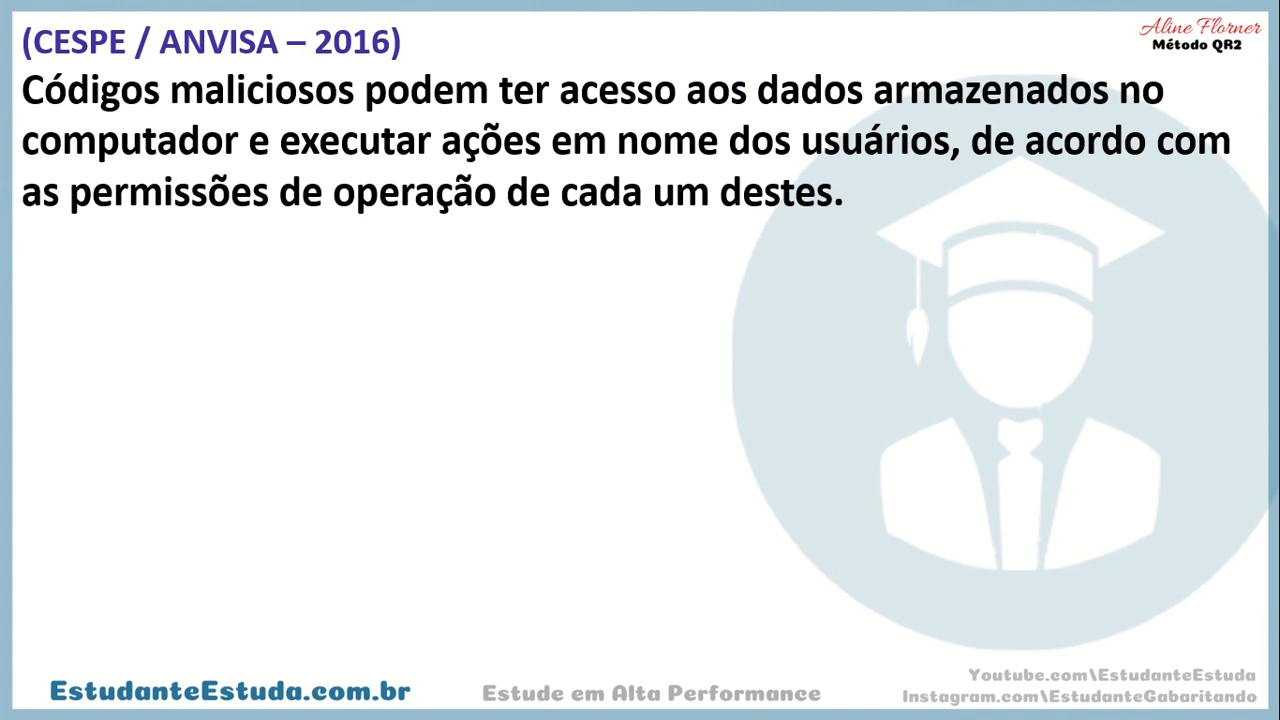 (CESPE / ANVISA – 2016)
Aline Florner
Método QR2
Códigos maliciosos podem ter acesso aos dados armazenados no
computador e executar ações em nome dos usuários, de acordo com
as permissões de operação de cada um destes.
EstudanteEstuda.com.br
Estude em Alta Performance
Youtube.com\EstudanteEstuda
Instagram.com\EstudanteGabaritando